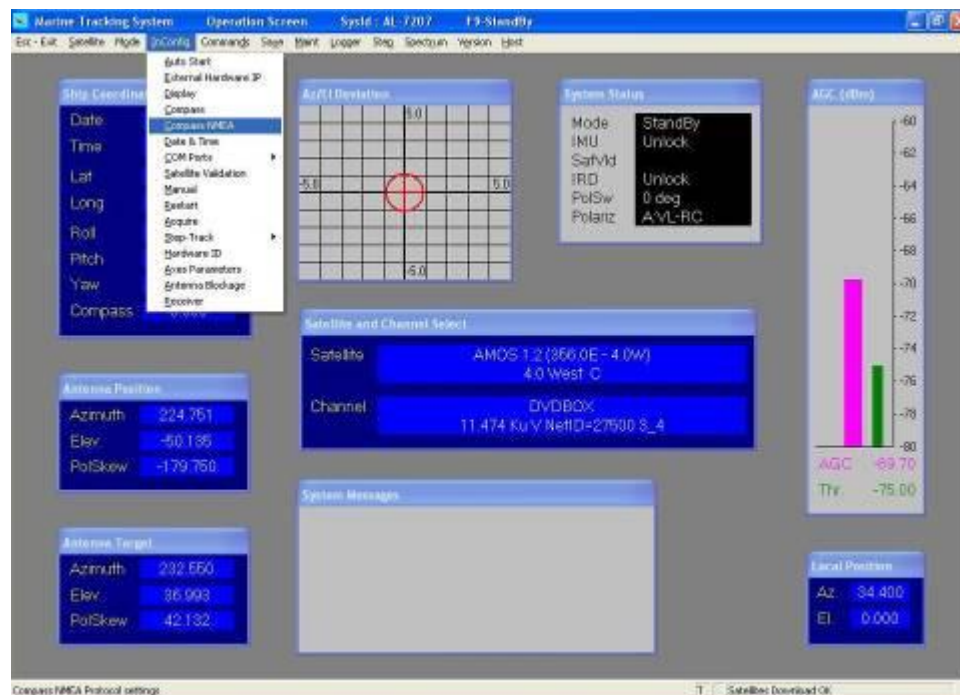 Marine Tracking System Operation Screen SysId : AL-7207 F9-StandBy
Esc - Exit Satellite Mode InConfig Commands Save Maint Logger Step Spectrum Version Host
Auto Start
External Hardware IP
Display
Compass
Compass NMEA
Date & Time
COM Ports
Satellite Validation
Manual
Restart
Acquire
Step-Track
Hardware ID
Axes Parameters
Antenna Blockage
Receiver
Ship Coordina
Date
Time
Lat
Long
Roll
Pitch
Yaw
Compass 0.000
Az/El Deviation
5.0
-5.0 5.0
-5.0
System Status
Mode StandBy
IMU Unlock
SatVld
IRD Unlock
PolSw 0 deg
Polariz A:VL-RC
AGC (dBm)
-60
-62
-64
-66
-68
-70
-72
-74
-76
-78
-80
AGC -69.70
Thr. -75.00
Satellite and Channel Select
Satellite AMOS 1,2 (356.0E - 4.0W)
4.0 West C
Channel DVDBOX
11.474 Ku V NetID=27500 S_4
Antenna Position
Azimuth 224.751
Elev -50.135
PolSkew -179.750
System Messages
Antenna Target
Azimuth 232.550
Elev 36.993
PolSkew 42.132
Local Position
Az. 34.400
El. 0.000
Compass NMEA Protocol settings
Satellites Download OK